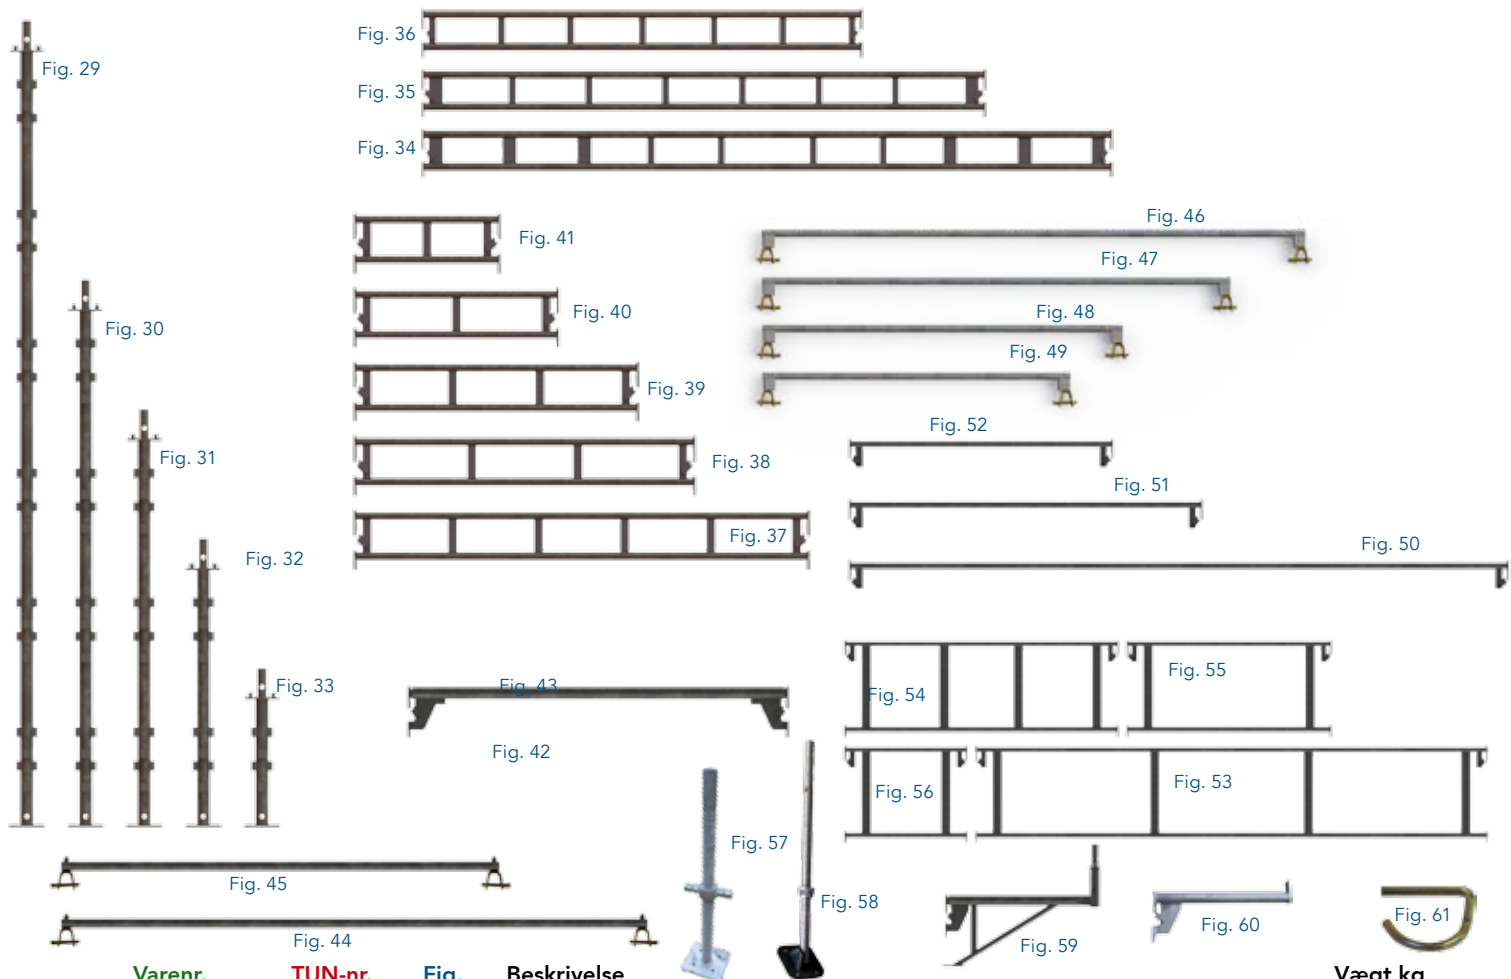 Fig. 36
Fig. 29
Fig. 35
Fig. 34
Fig. 46
Fig. 41
Fig. 47
Fig. 40
Fig. 48
Fig. 30
Fig. 49
Fig. 39
Fig. 52
Fig. 31
Fig. 38
Fig. 51
Fig. 37
Fig. 50
Fig. 32
Fig. 55
Fig. 33
Fig. 43
Fig. 54
Fig. 42
Fig. 53
Fig. 56
Fig. 57
Fig. 45
Fig. 58
Fig. 61
Fig. 60
Fig. 44
Fig. 59
Varenr. TUN-nr. Fig. Beskrivelse Vægt kg